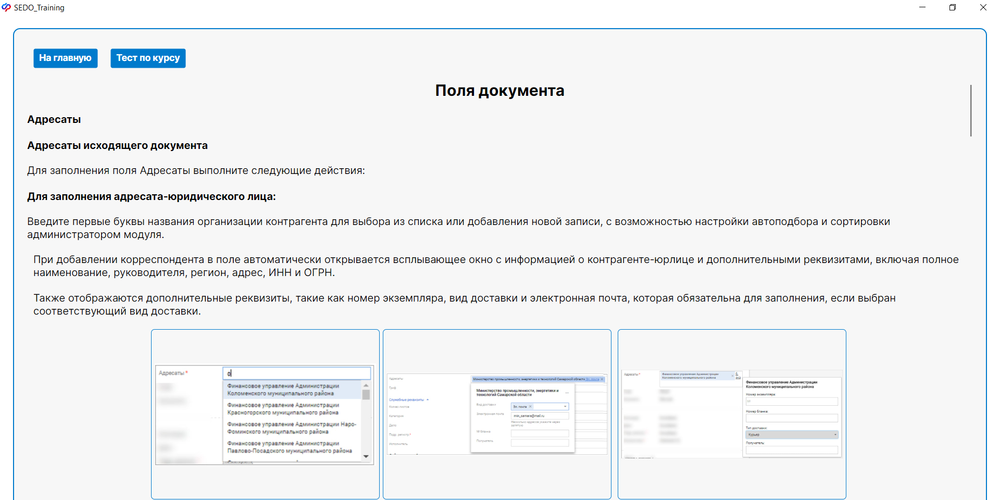 SEDO_Training
На главную
Тест по курсу
Поля документа
Адресаты
Адресаты исходящего документа
Для заполнения поля Адресаты выполните следующие действия:
Для заполнения адресата-юридического лица:
Введите первые буквы названия организации контрагента для выбора из списка или добавления новой записи, с возможностью настройки автоподбора и сортировки
администратором модуля.
При добавлении корреспондента в поле автоматически открывается всплывающее окно с информацией о контрагенте-юрлице и дополнительными реквизитами, включая полное
наименование, руководителя, регион, адрес, ИНН и ОГРН.
Также отображаются дополнительные реквизиты, такие как номер экземпляра, вид доставки и электронная почта, которая обязательна для заполнения, если выбран
соответствующий вид доставки.
Адресаты *
ф
Финансовое управление Администрации
Коломенского муниципального района
Финансовое управление Администрации
Красногорского муниципального района
Финансовое управление Администрации Наро-
Фоминского муниципального района
Финансовое управление Администрации
Павлово-Посадского муниципального района
Адресаты
Министерство промышленности, энергетики и технологий Самарской области Эл. почта
Гриф
Служебные реквизиты
Кол-во листов
Категория
Дело
Подр. регистр.*
Исполнитель
Министерство промышленности, энергетики и
технологий Самарской области
Вид доставки
Эл. почта
Электронная почта
min_samara@mail.ru
Несколько адресов укажите через
запятую
№ бланка
Получатель
Адресаты *
Финансовое управление Администрации
Коломенского муниципального района
Финансовое управление Администрации
Коломенского муниципального района
Номер экземпляра:
Номер бланка:
Тип доставки:
Курьер
Получатель: